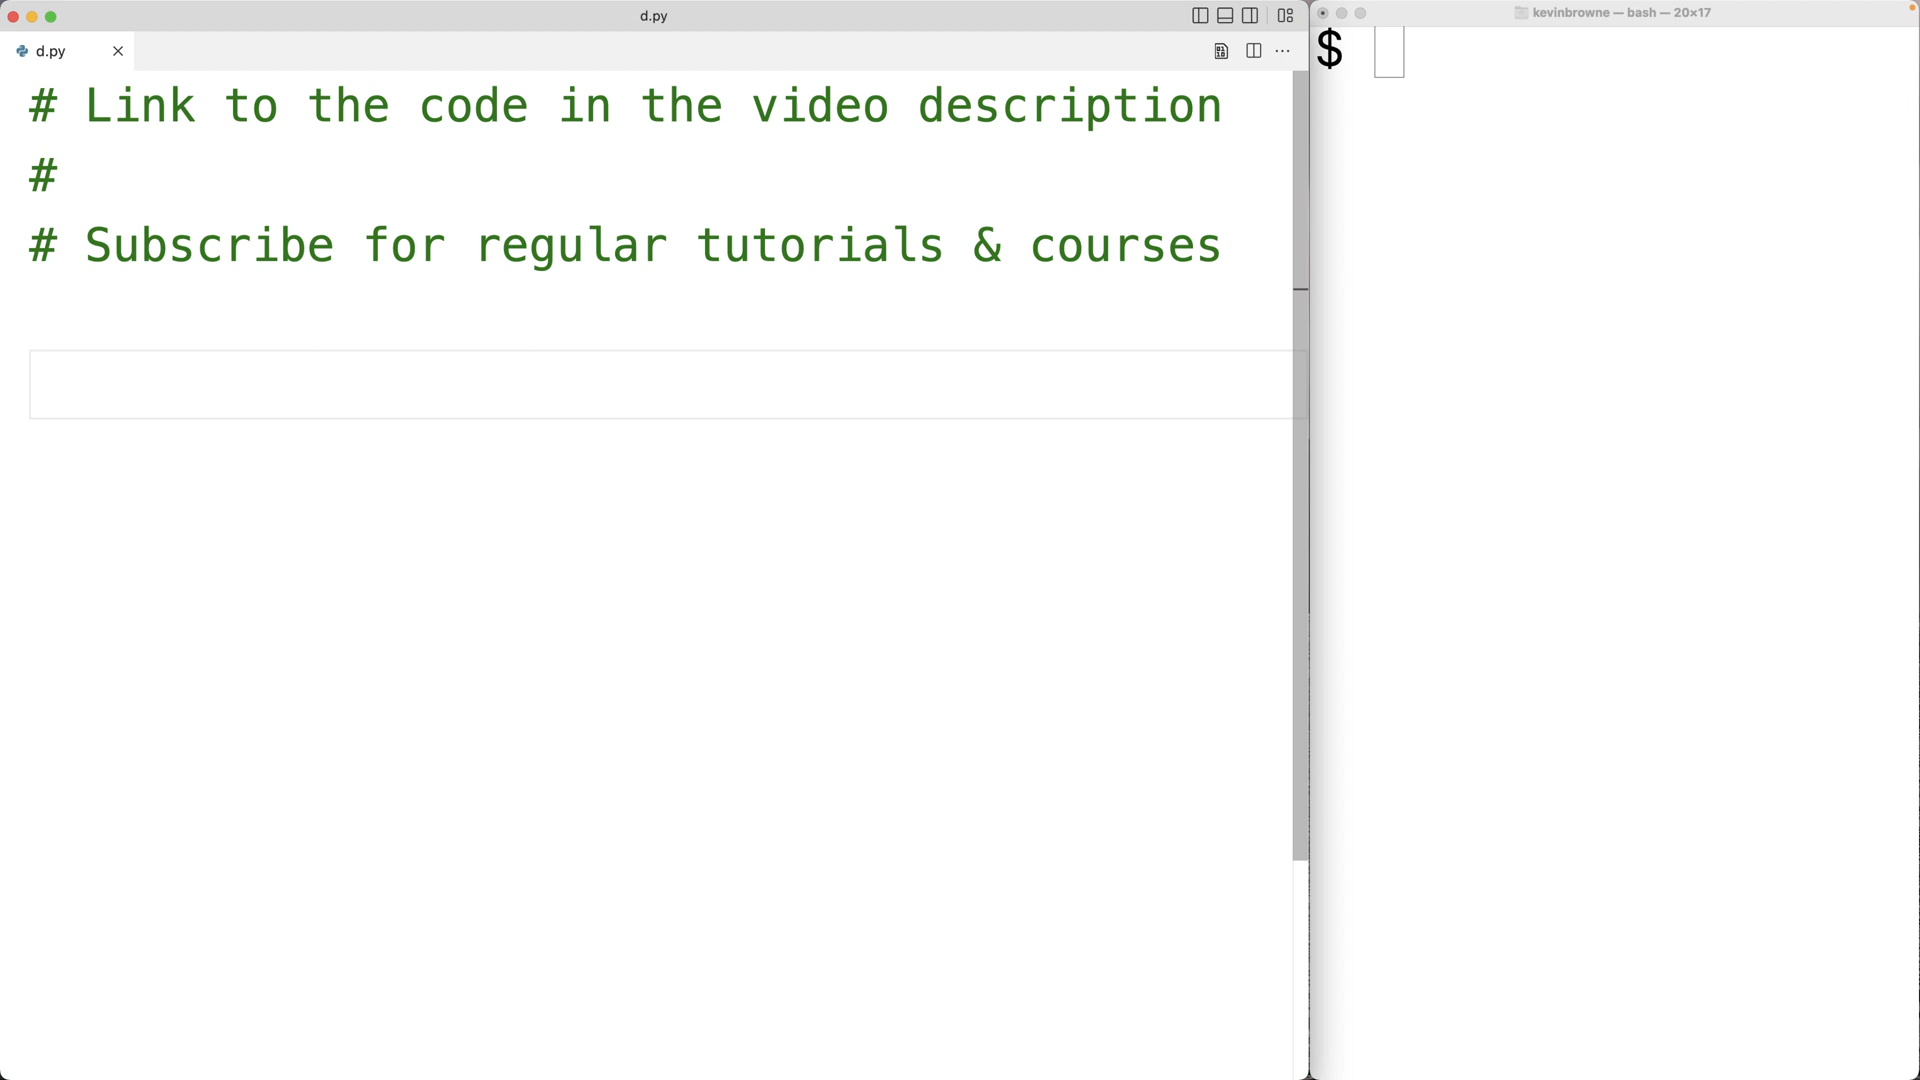 d.py
kevinbrowne — bash — 20×17
d.py
$
# Link to the code in the video description
#
# Subscribe for regular tutorials & courses